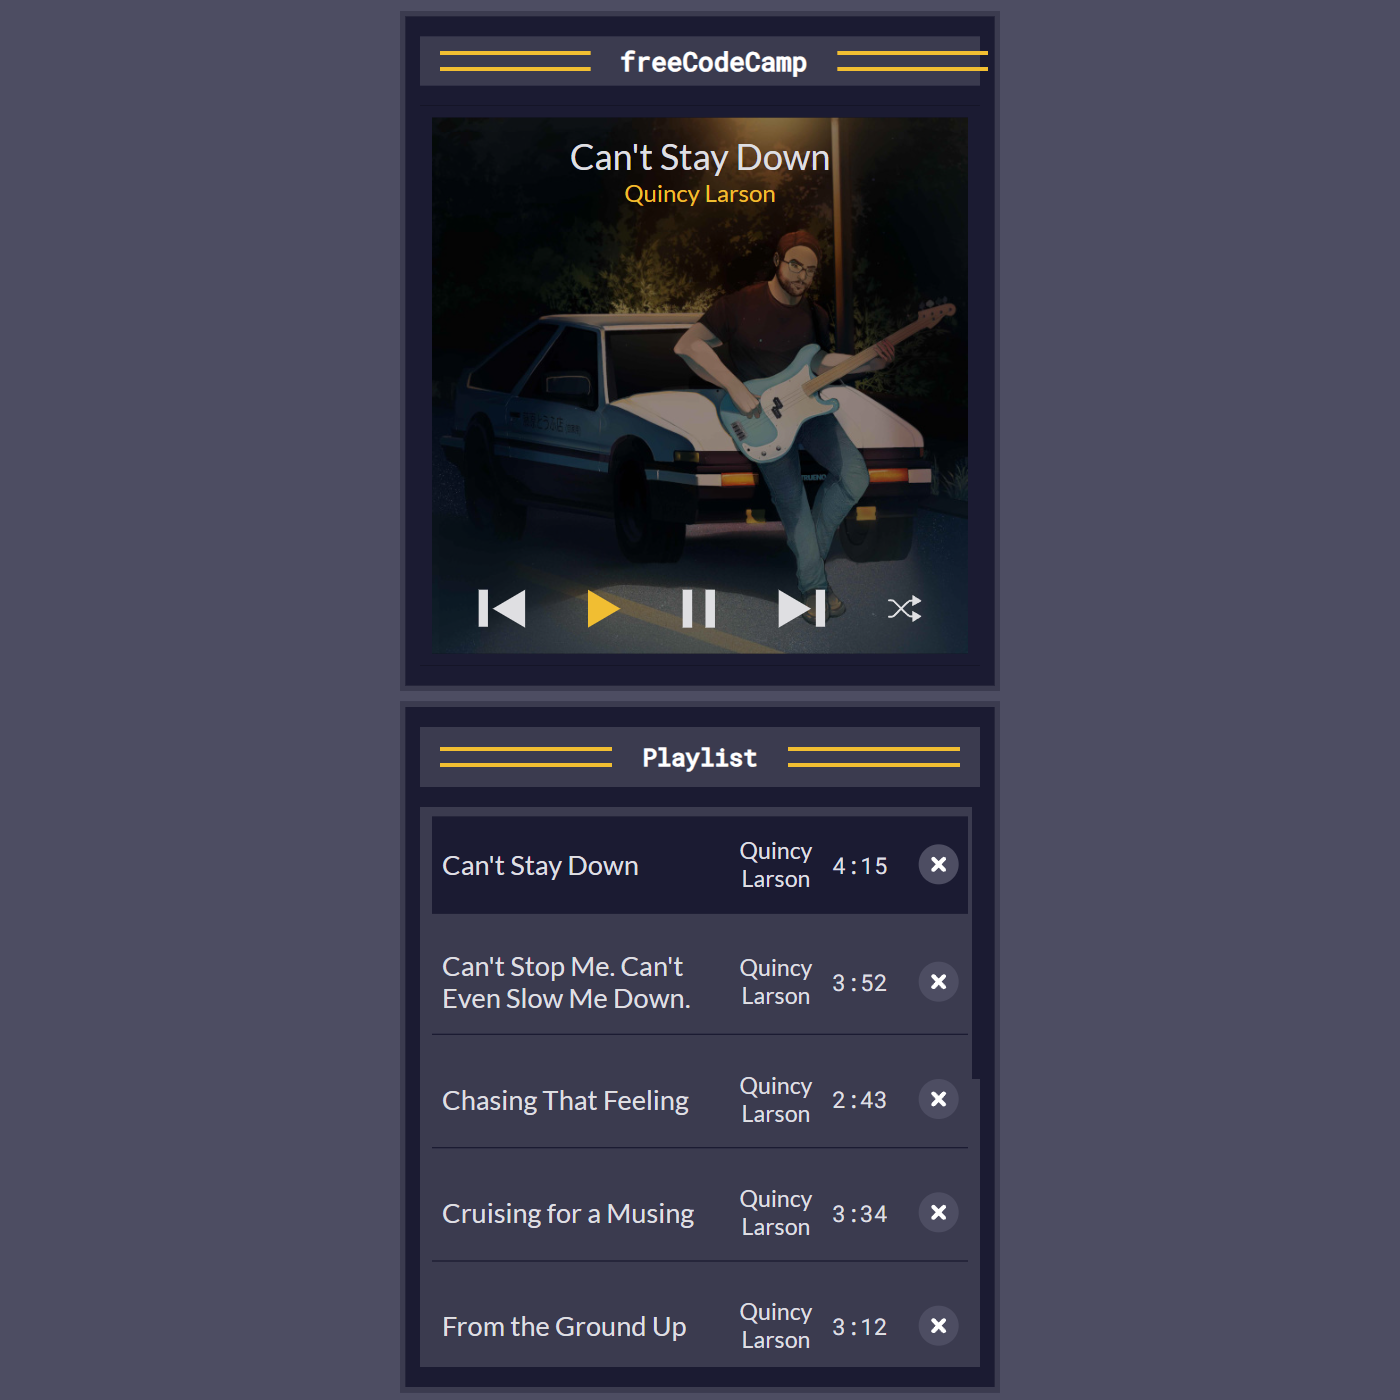 freeCodeCamp
Can't Stay Down
Quincy Larson
Playlist
Can't Stay Down
Quincy
Larson
4:15
Can't Stop Me. Can't
Even Slow Me Down.
Quincy
Larson
3:52
Chasing That Feeling
Quincy
Larson
2:43
Cruising for a Musing
Quincy
Larson
3:34
From the Ground Up
Quincy
Larson
3:12